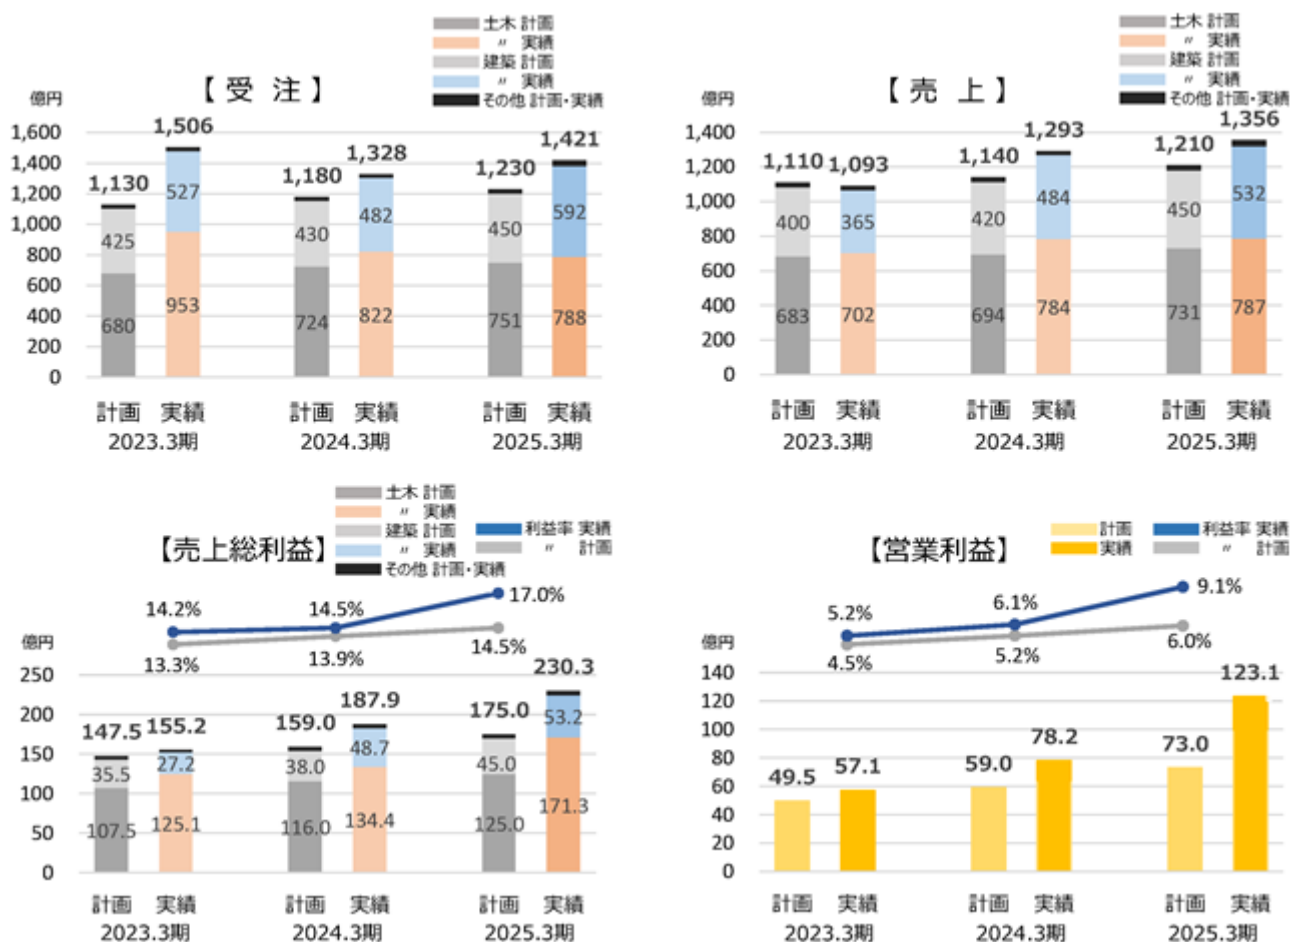 【 受 注 】
土木 計画
〃 実績
建築 計画
〃 実績
その他 計画・実績
億円
1,600
1,400
1,200
1,000
800
600
400
200
0
1,130
1,506
1,180
1,328
1,230
1,421
425
527
430
482
450
592
680
953
724
822
751
788
計画 実績 計画 実績 計画 実績
2023.3期 2024.3期 2025.3期
【 売 上 】
土木 計画
〃 実績
建築 計画
〃 実績
その他 計画・実績
億円
1,400
1,200
1,000
800
600
400
200
0
1,110
1,093
1,140
1,293
1,210
1,356
400
365
420
484
450
532
683
702
694
784
731
787
計画 実績 計画 実績 計画 実績
2023.3期 2024.3期 2025.3期
【売上総利益】
土木 計画
〃 実績
建築 計画
〃 実績
その他 計画・実績
利益率 実績
〃 計画
14.2%
14.5%
17.0%
13.3%
13.9%
14.5%
億円
250
200
150
100
50
0
147.5
155.2
159.0
187.9
175.0
230.3
35.5
27.2
38.0
48.7
45.0
53.2
107.5
125.1
116.0
134.4
125.0
171.3
計画 実績 計画 実績 計画 実績
2023.3期 2024.3期 2025.3期
【営業利益】
計画
実績
利益率 実績
〃 計画
5.2%
6.1%
9.1%
4.5%
5.2%
6.0%
億円
140
120
100
80
60
40
20
0
49.5
57.1
59.0
78.2
73.0
123.1
計画 実績 計画 実績 計画 実績
2023.3期 2024.3期 2025.3期